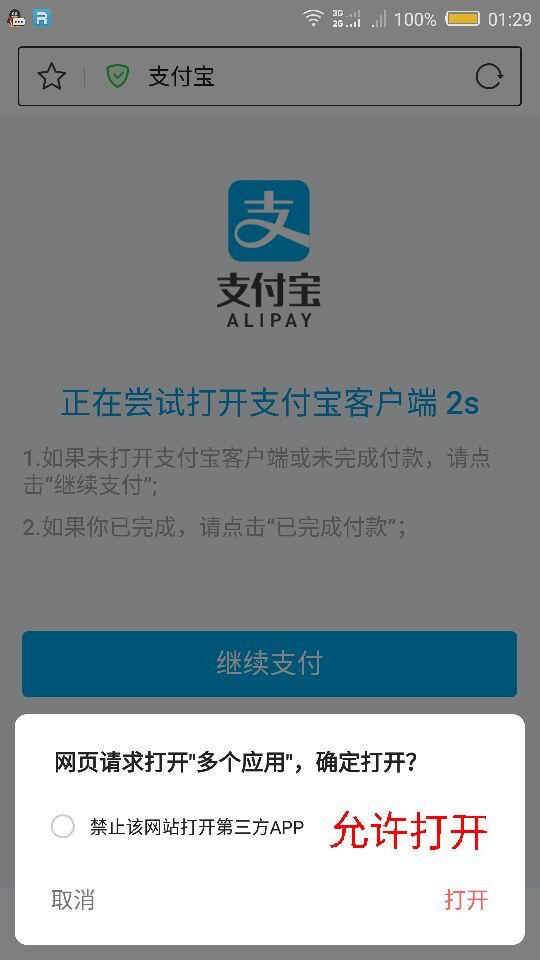 3G
2G
100%
01:29
支付宝
支
支付宝
ALIPAY
正在尝试打开支付宝客户端 2s
1.如果未打开支付宝客户端或未完成付款，请点
击“继续支付”;
2.如果你已完成，请点击“已完成付款”；
继续支付
网页请求打开"多个应用"，确定打开？
禁止该网站打开第三方APP
允许打开
取消
打开